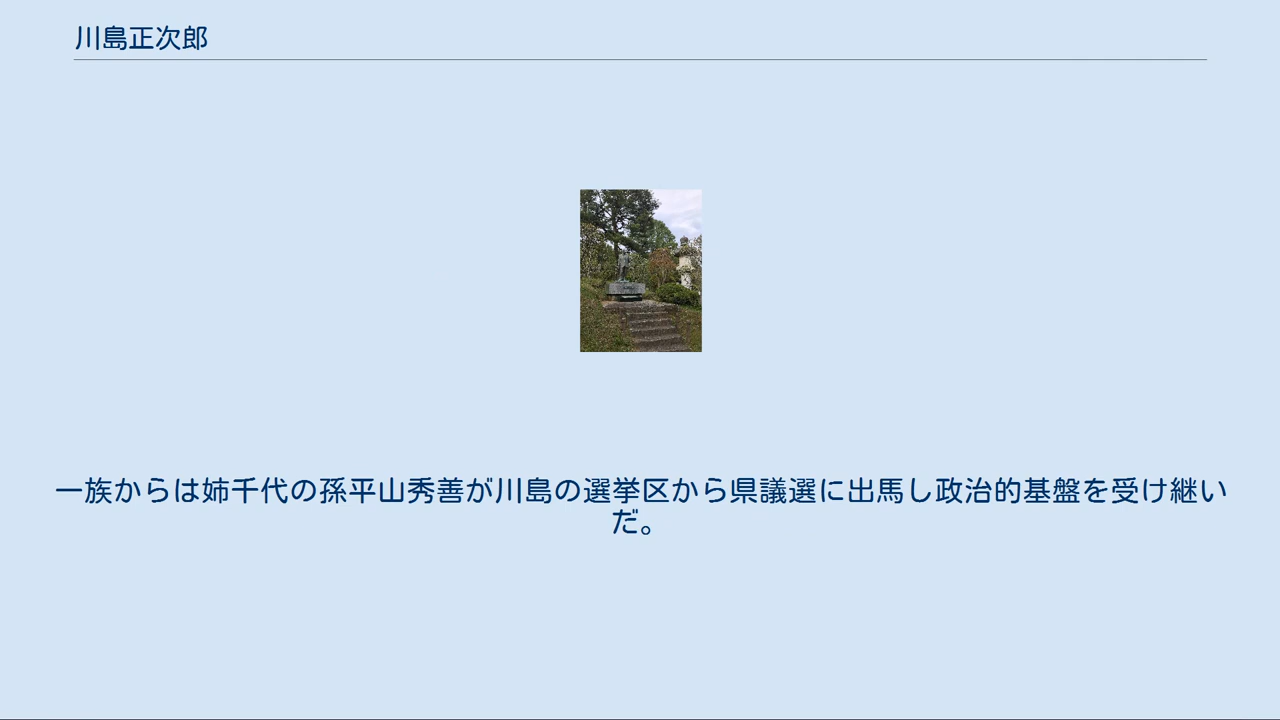 川島正次郎
一族からは姉千代の孫平山秀善が川島の選挙区から県議選に出馬し政治的基盤を受け継い
だ。